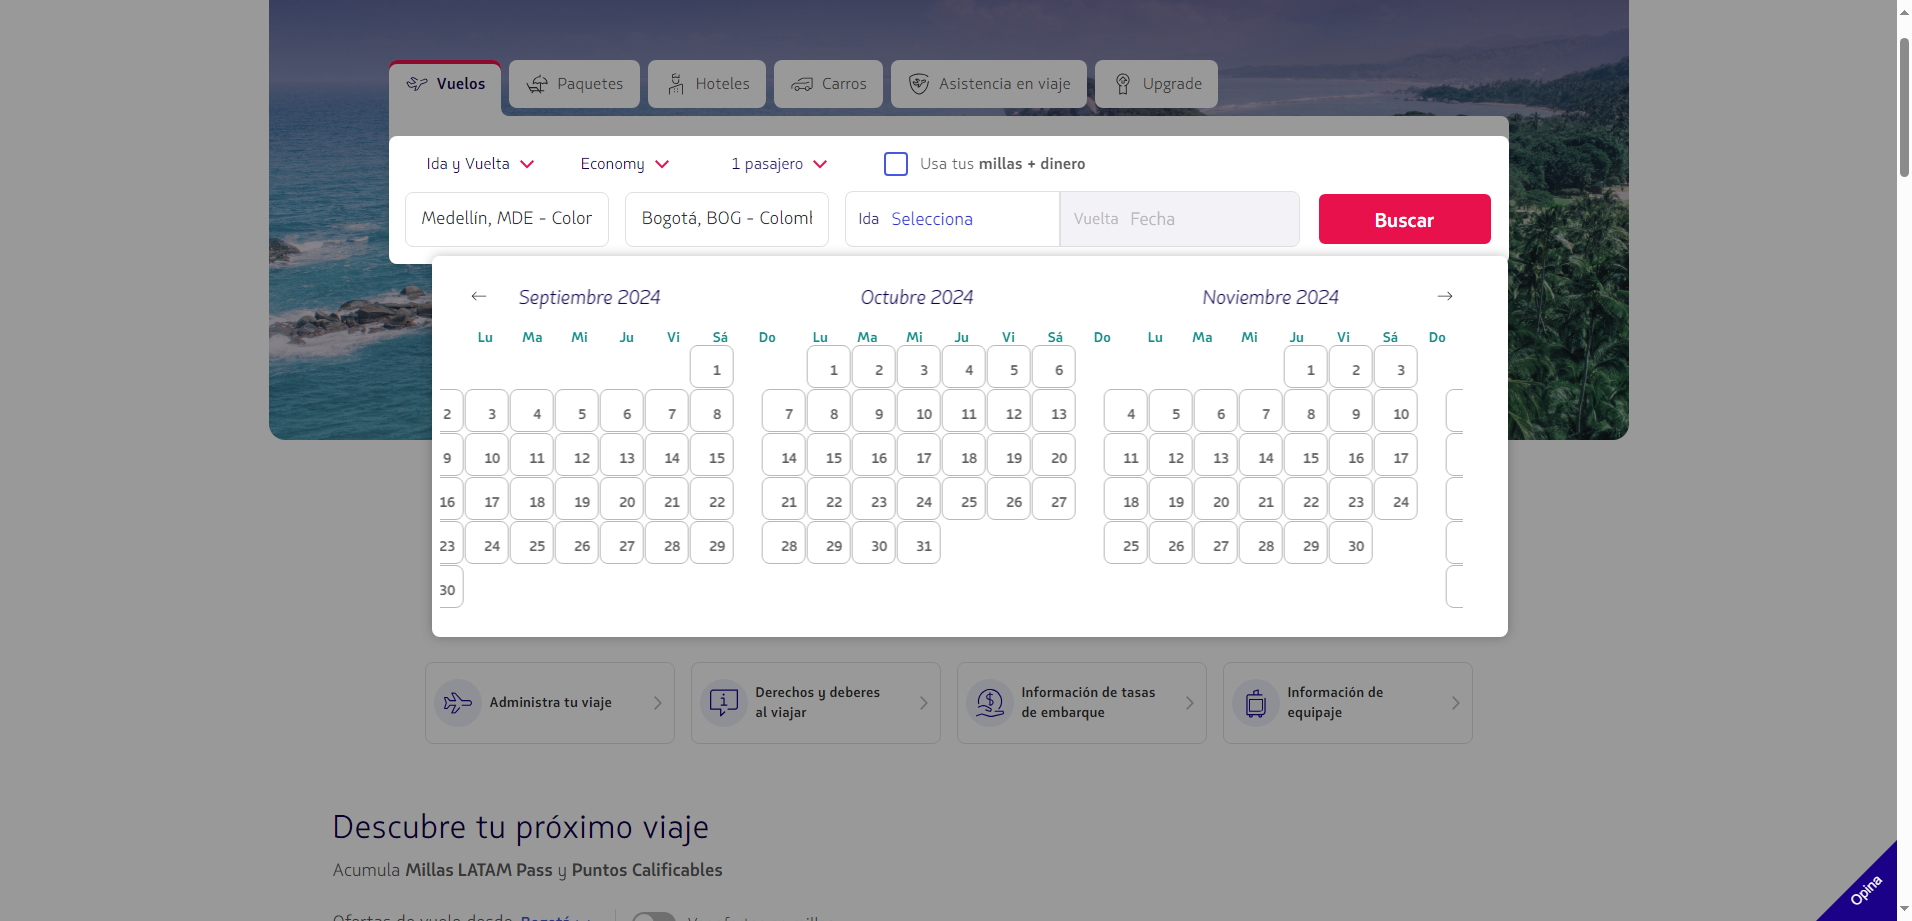 Vuelos
Paquetes
Hoteles
Carros
Asistencia en viaje
Upgrade
Ida y Vuelta
Economy
1 pasajero
Usa tus millas + dinero
Medellín, MDE - Color
Bogotá, BOG - Colom
Ida Selecciona
Vuelta Fecha
Buscar
Septiembre 2024
Lu Ma Mi Ju Vi Sá Do
1
2 3 4 5 6 7 8
9 10 11 12 13 14 15
16 17 18 19 20 21 22
23 24 25 26 27 28 29
30
Octubre 2024
Lu Ma Mi Ju Vi Sá Do
1 2 3 4 5 6
7 8 9 10 11 12 13
14 15 16 17 18 19 20
21 22 23 24 25 26 27
28 29 30 31
Noviembre 2024
Lu Ma Mi Ju Vi Sá Do
1 2 3
4 5 6 7 8 9 10
11 12 13 14 15 16 17
18 19 20 21 22 23 24
25 26 27 28 29 30
Administra tu viaje
Derechos y deberes
al viajar
Información de tasas
de embarque
Información de
equipaje
Descubre tu próximo viaje
Acumula Millas LATAM Pass y Puntos Calificables
Ofertas de vuelo desde Bogotá
Opina